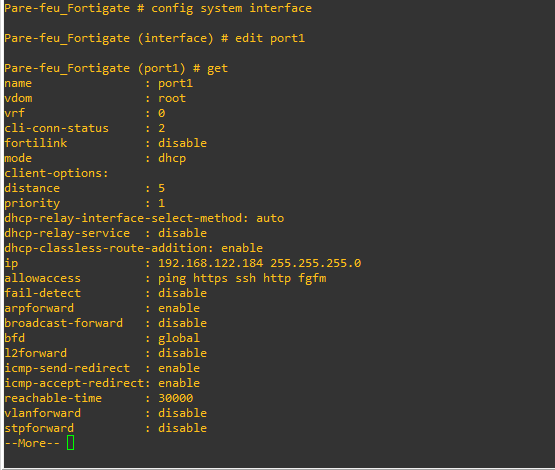 Pare-feu_Fortigate # config system interface
Pare-feu_Fortigate (interface) # edit port1
Pare-feu_Fortigate (port1) # get
name                : port1
vdom                : root
vrf                 : 0
cli-conn-status     : 2
fortilink           : disable
mode                : dhcp
client-options:
distance            : 5
priority            : 1
dhcp-relay-interface-select-method: auto
dhcp-relay-service  : disable
dhcp-classless-route-addition: enable
ip                  : 192.168.122.184 255.255.255.0
allowaccess         : ping https ssh http fgfm
fail-detect         : disable
arpforward          : enable
broadcast-forward   : disable
bfd                 : global
l2forward           : disable
icmp-send-redirect  : enable
icmp-accept-redirect: enable
reachable-time      : 30000
vlanforward         : disable
stpforward          : disable
--More--